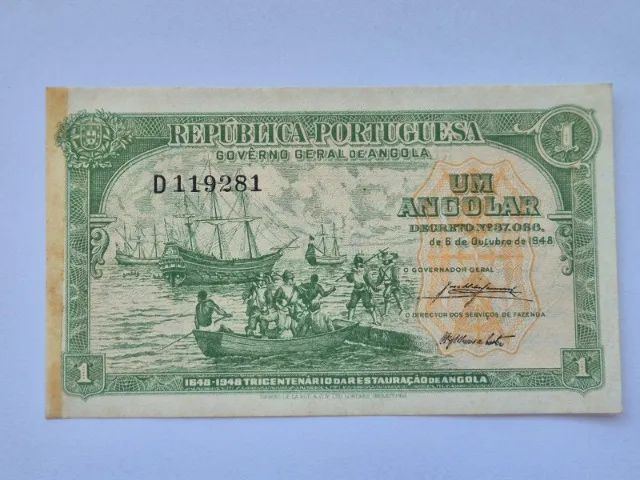 REPÚBLICA PORTUGUESA
GOVÊRNO GERAL DE ANGOLA
1
D 119281
UM
ANGOLAR
DECRETO Nº 37.086,
de 6 de Outubro de 1948
O GOVERNADOR GERAL
O DIRECTOR DOS SERVIÇOS DE FAZENDA
1
1
1648-1948 TRICENTENÁRIO DA RESTAURAÇÃO DE ANGOLA